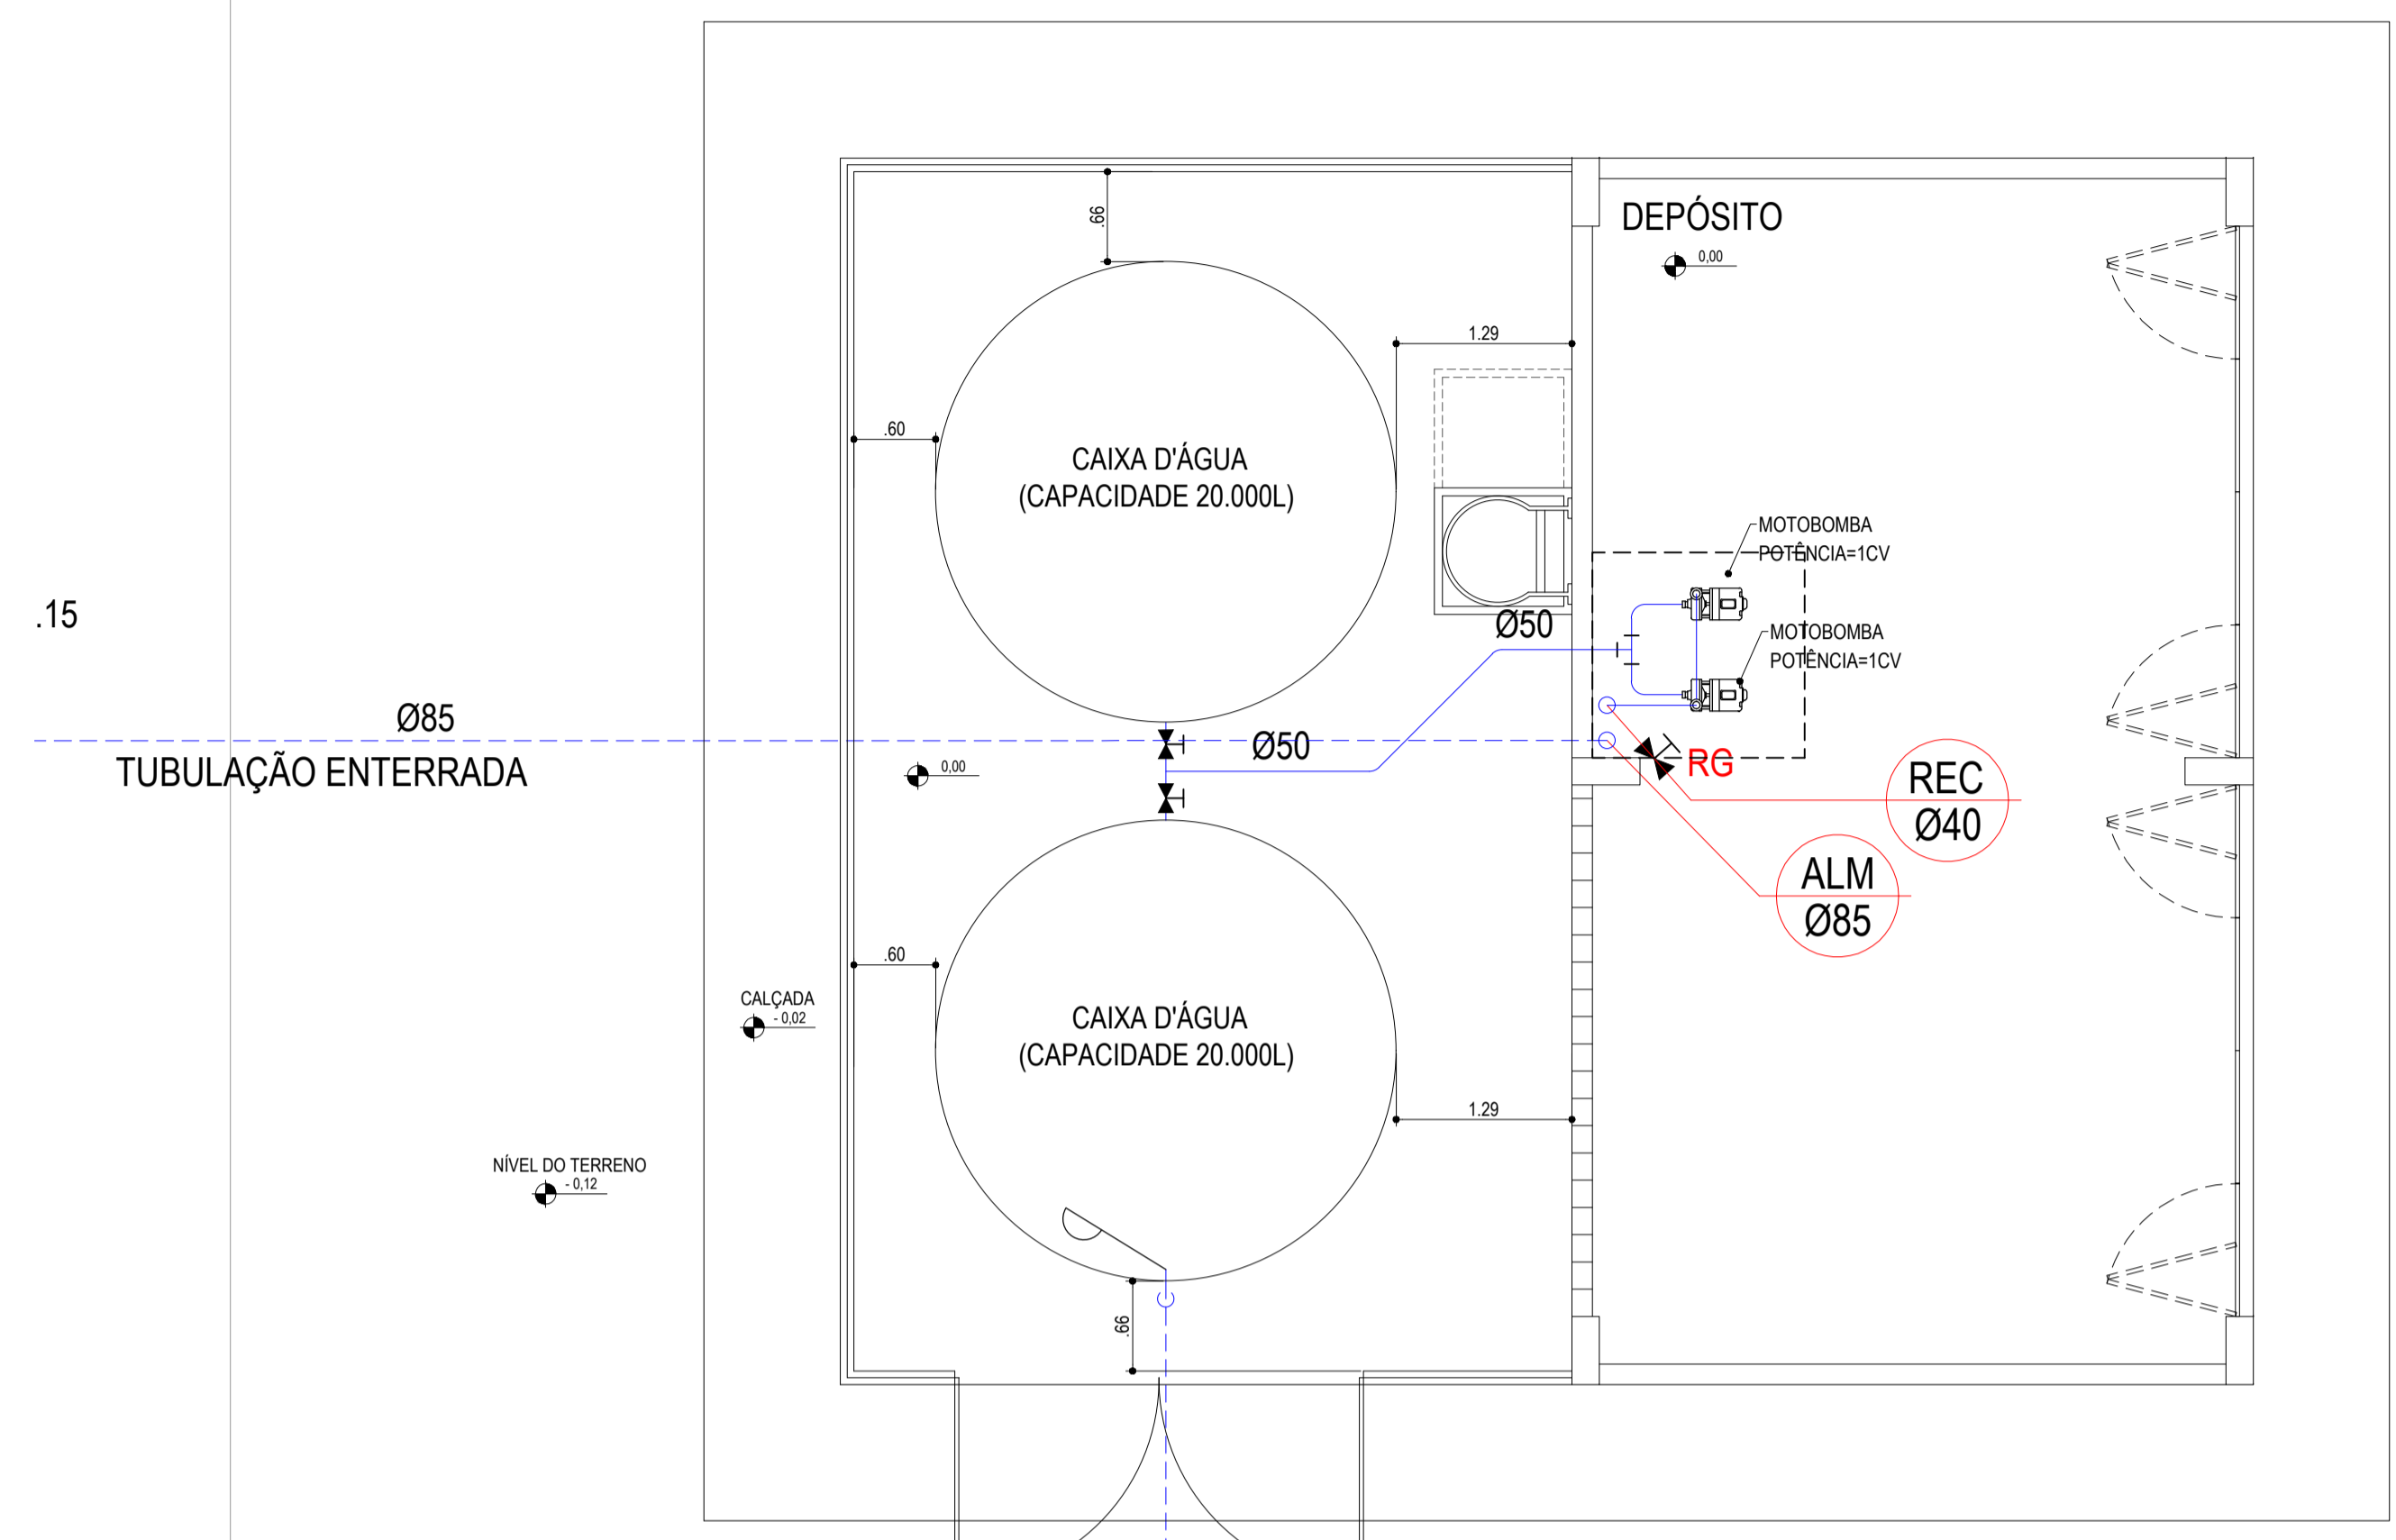 DEPÓSITO
0,00
.66
1.29
.60
CAIXA D'ÁGUA
(CAPACIDADE 20.000L)
MOTOBOMBA
POTÊNCIA=1CV
.15
Ø50
MOTOBOMBA
POTÊNCIA=1CV
Ø85
TUBULAÇÃO ENTERRADA
Ø50
0,00
RG
REC
Ø40
ALM
Ø85
.60
CALÇADA
- 0,02
CAIXA D'ÁGUA
(CAPACIDADE 20.000L)
1.29
NÍVEL DO TERRENO
- 0,12
.66